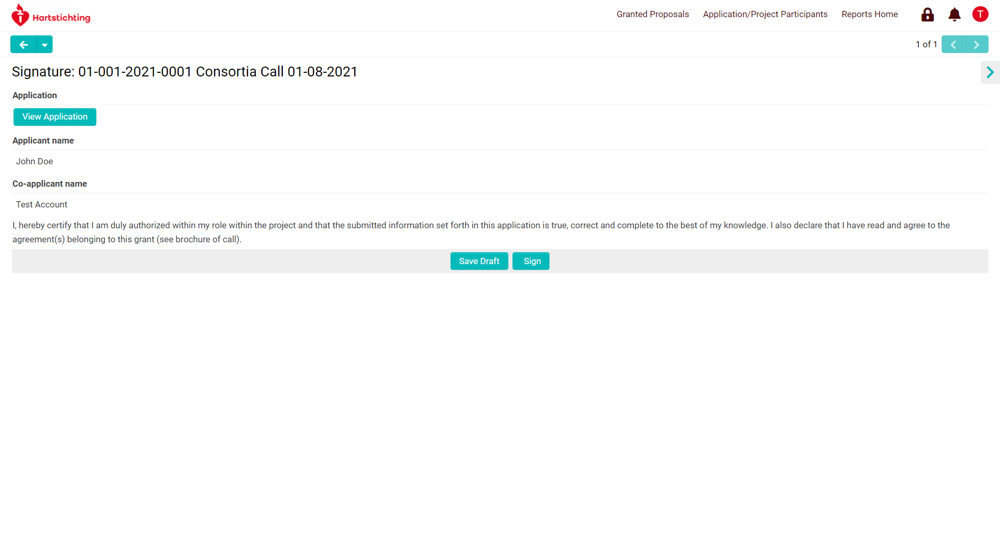 Hartstichting
Granted Proposals
Application/Project Participants
Reports Home
T
1 of 1
Signature: 01-001-2021-0001 Consortia Call 01-08-2021
Application
View Application
Applicant name
John Doe
Co-applicant name
Test Account
I, hereby certify that I am duly authorized within my role within the project and that the submitted information set forth in this application is true, correct and complete to the best of my knowledge. I also declare that I have read and agree to the
agreement(s) belonging to this grant (see brochure of call).
Save Draft
Sign